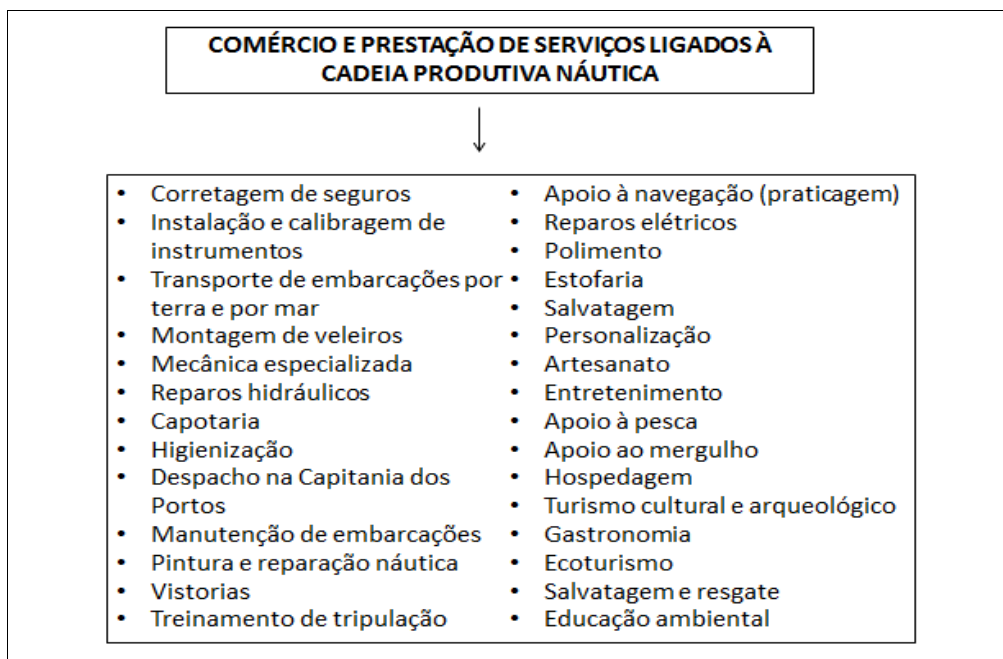 COMÉRCIO E PRESTAÇÃO DE SERVIÇOS LIGADOS À
CADEIA PRODUTIVA NÁUTICA
• Corretagem de seguros
• Instalação e calibragem de
instrumentos
• Transporte de embarcações por
terra e por mar
• Montagem de veleiros
• Mecânica especializada
• Reparos hidráulicos
• Capotaria
• Higienização
• Despacho na Capitania dos
Portos
• Manutenção de embarcações
• Pintura e reparação náutica
• Vistorias
• Treinamento de tripulação
• Apoio à navegação (praticagem)
• Reparos elétricos
• Polimento
• Estofaria
• Salvatagem
• Personalização
• Artesanato
• Entretenimento
• Apoio à pesca
• Apoio ao mergulho
• Hospedagem
• Turismo cultural e arqueológico
• Gastronomia
• Ecoturismo
• Salvatagem e resgate
• Educação ambiental